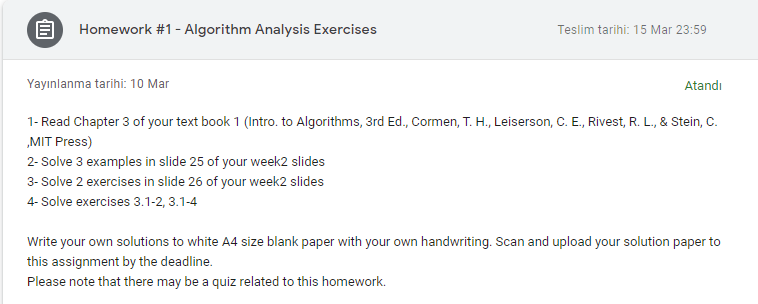 Homework #1 - Algorithm Analysis Exercises
Teslim tarihi: 15 Mar 23:59
Yayınlanma tarihi: 10 Mar
Atandı
1- Read Chapter 3 of your text book 1 (Intro. to Algorithms, 3rd Ed., Cormen, T. H., Leiserson, C. E., Rivest, R. L., & Stein, C.
,MIT Press)
2- Solve 3 examples in slide 25 of your week2 slides
3- Solve 2 exercises in slide 26 of your week2 slides
4- Solve exercises 3.1-2, 3.1-4
Write your own solutions to white A4 size blank paper with your own handwriting. Scan and upload your solution paper to
this assignment by the deadline.
Please note that there may be a quiz related to this homework.